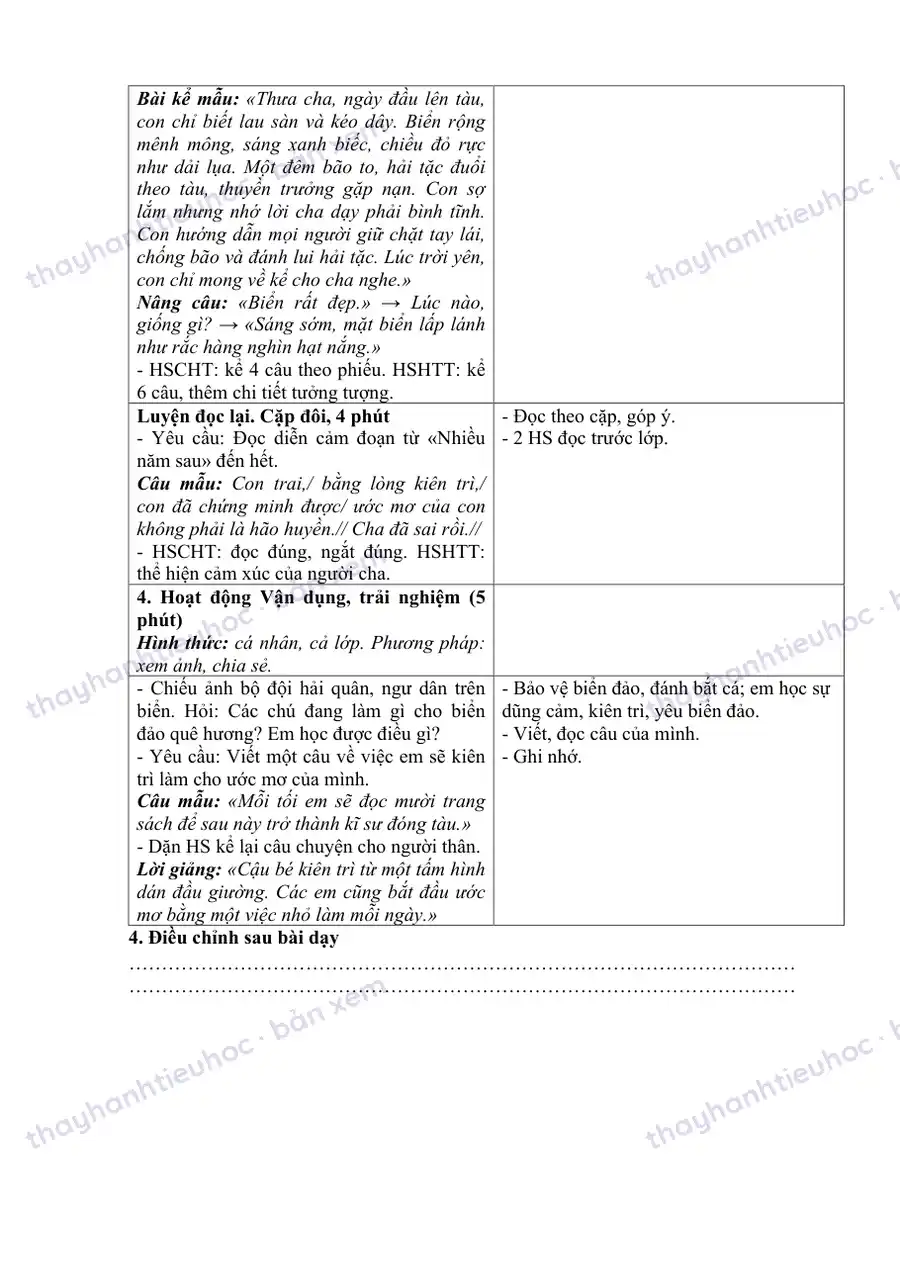 Bài kể mẫu: «Thưa cha, ngày đầu lên tàu,
con chỉ biết lau sàn và kéo dây. Biển rộng
mênh mông, sáng xanh biếc, chiều đỏ rực
như dải lụa. Một đêm bão to, hải tặc đuổi
theo tàu, thuyền trưởng gặp nạn. Con sợ
lắm nhưng nhớ lời cha dạy phải bình tĩnh.
Con hướng dẫn mọi người giữ chặt tay lái,
chống bão và đánh lui hải tặc. Lúc trời yên,
con chỉ mong về kể cho cha nghe.»
Nâng câu: «Biển rất đẹp.» → Lúc nào,
giống gì? → «Sáng sớm, mặt biển lấp lánh
như rắc hàng nghìn hạt nắng.»
- HSCHT: kể 4 câu theo phiếu. HSHTT: kể
6 câu, thêm chi tiết tưởng tượng.
Luyện đọc lại. Cặp đôi, 4 phút
- Yêu cầu: Đọc diễn cảm đoạn từ «Nhiều
năm sau» đến hết.
Câu mẫu: Con trai,/ bằng lòng kiên trì,/
con đã chứng minh được/ ước mơ của con
không phải là hão huyền.// Cha đã sai rồi.//
- HSCHT: đọc đúng, ngắt đúng. HSHTT:
thể hiện cảm xúc của người cha.
- Đọc theo cặp, góp ý.
- 2 HS đọc trước lớp.
4. Hoạt động Vận dụng, trải nghiệm (5
phút)
Hình thức: cá nhân, cả lớp. Phương pháp:
xem ảnh, chia sẻ.
- Chiếu ảnh bộ đội hải quân, ngư dân trên
biển. Hỏi: Các chú đang làm gì cho biển
đảo quê hương? Em học được điều gì?
- Yêu cầu: Viết một câu về việc em sẽ kiên
trì làm cho ước mơ của mình.
Câu mẫu: «Mỗi tối em sẽ đọc mười trang
sách để sau này trở thành kĩ sư đóng tàu.»
- Dặn HS kể lại câu chuyện cho người thân.
Lời giảng: «Cậu bé kiên trì từ một tấm hình
dán đầu giường. Các em cũng bắt đầu ước
mơ bằng một việc nhỏ làm mỗi ngày.»
- Bảo vệ biển đảo, đánh bắt cá; em học sự
dũng cảm, kiên trì, yêu biển đảo.
- Viết, đọc câu của mình.
- Ghi nhớ.
4. Điều chỉnh sau bài dạy
…………………………………………………………………………………………
…………………………………………………………………………………………
thayhanhtieuhoc · bản xem
thayhanhtieuhoc · b
thayhanhtieuhoc · bản xem
thayhanhtieuhoc · b
thayhanhtieuhoc · bản xem
thayhanhtieuhoc · b